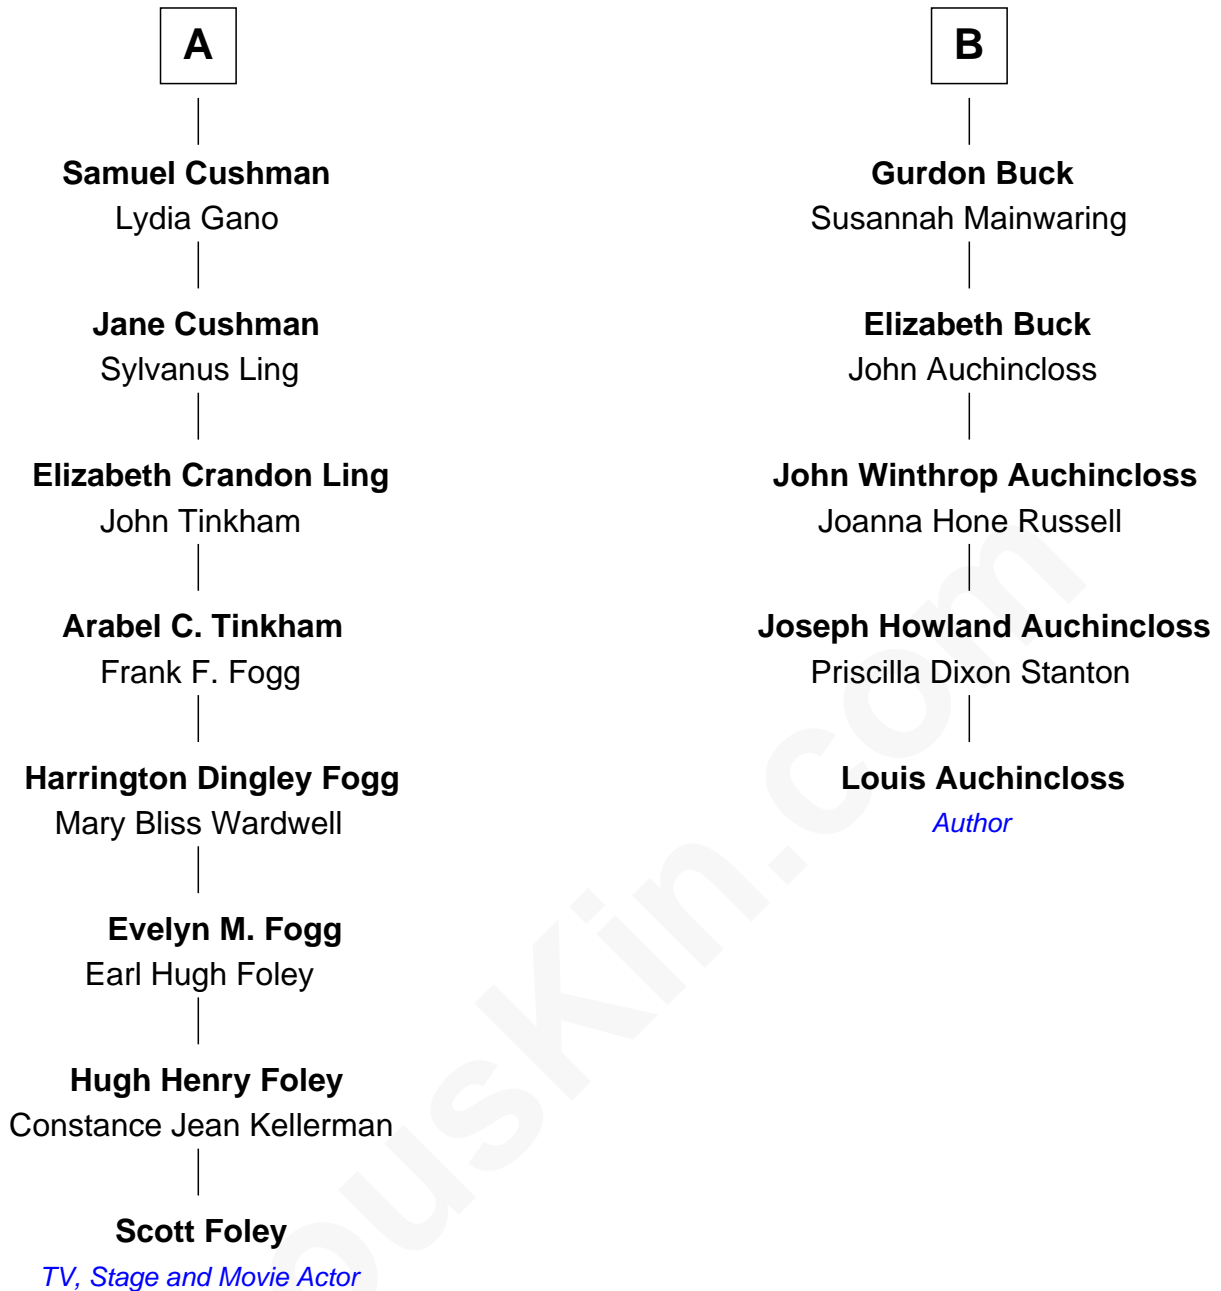 A
Samuel Cushman
Lydia Gano
Jane Cushman
Sylvanus Ling
Elizabeth Crandon Ling
John Tinkham
Arabel C. Tinkham
Frank F. Fogg
Harrington Dingley Fogg
Mary Bliss Wardwell
Evelyn M. Fogg
Earl Hugh Foley
Hugh Henry Foley
Constance Jean Kellerman
Scott Foley
TV, Stage and Movie Actor
B
Gurdon Buck
Susannah Mainwaring
Elizabeth Buck
John Auchincloss
John Winthrop Auchincloss
Joanna Hone Russell
Joseph Howland Auchincloss
Priscilla Dixon Stanton
Louis Auchincloss
Author
ousKin.com